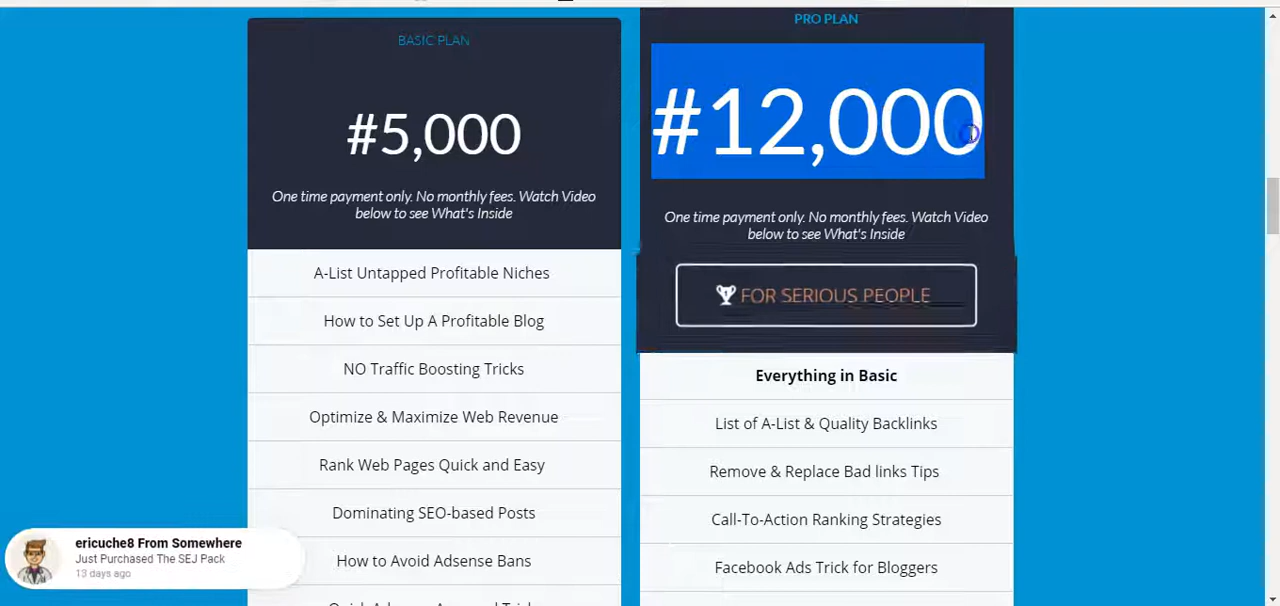 BASIC PLAN
#5,000
One time payment only. No monthly fees. Watch Video
below to see What's Inside
A-List Untapped Profitable Niches
How to Set Up A Profitable Blog
NO Traffic Boosting Tricks
Optimize & Maximize Web Revenue
Rank Web Pages Quick and Easy
Dominating SEO-based Posts
How to Avoid Adsense Bans
PRO PLAN
#12,000
One time payment only. No monthly fees. Watch Video
below to see What's Inside
FOR SERIOUS PEOPLE
Everything in Basic
List of A-List & Quality Backlinks
Remove & Replace Bad links Tips
Call-To-Action Ranking Strategies
Facebook Ads Trick for Bloggers
ericuche8 From Somewhere
Just Purchased The SEJ Pack
13 days ago